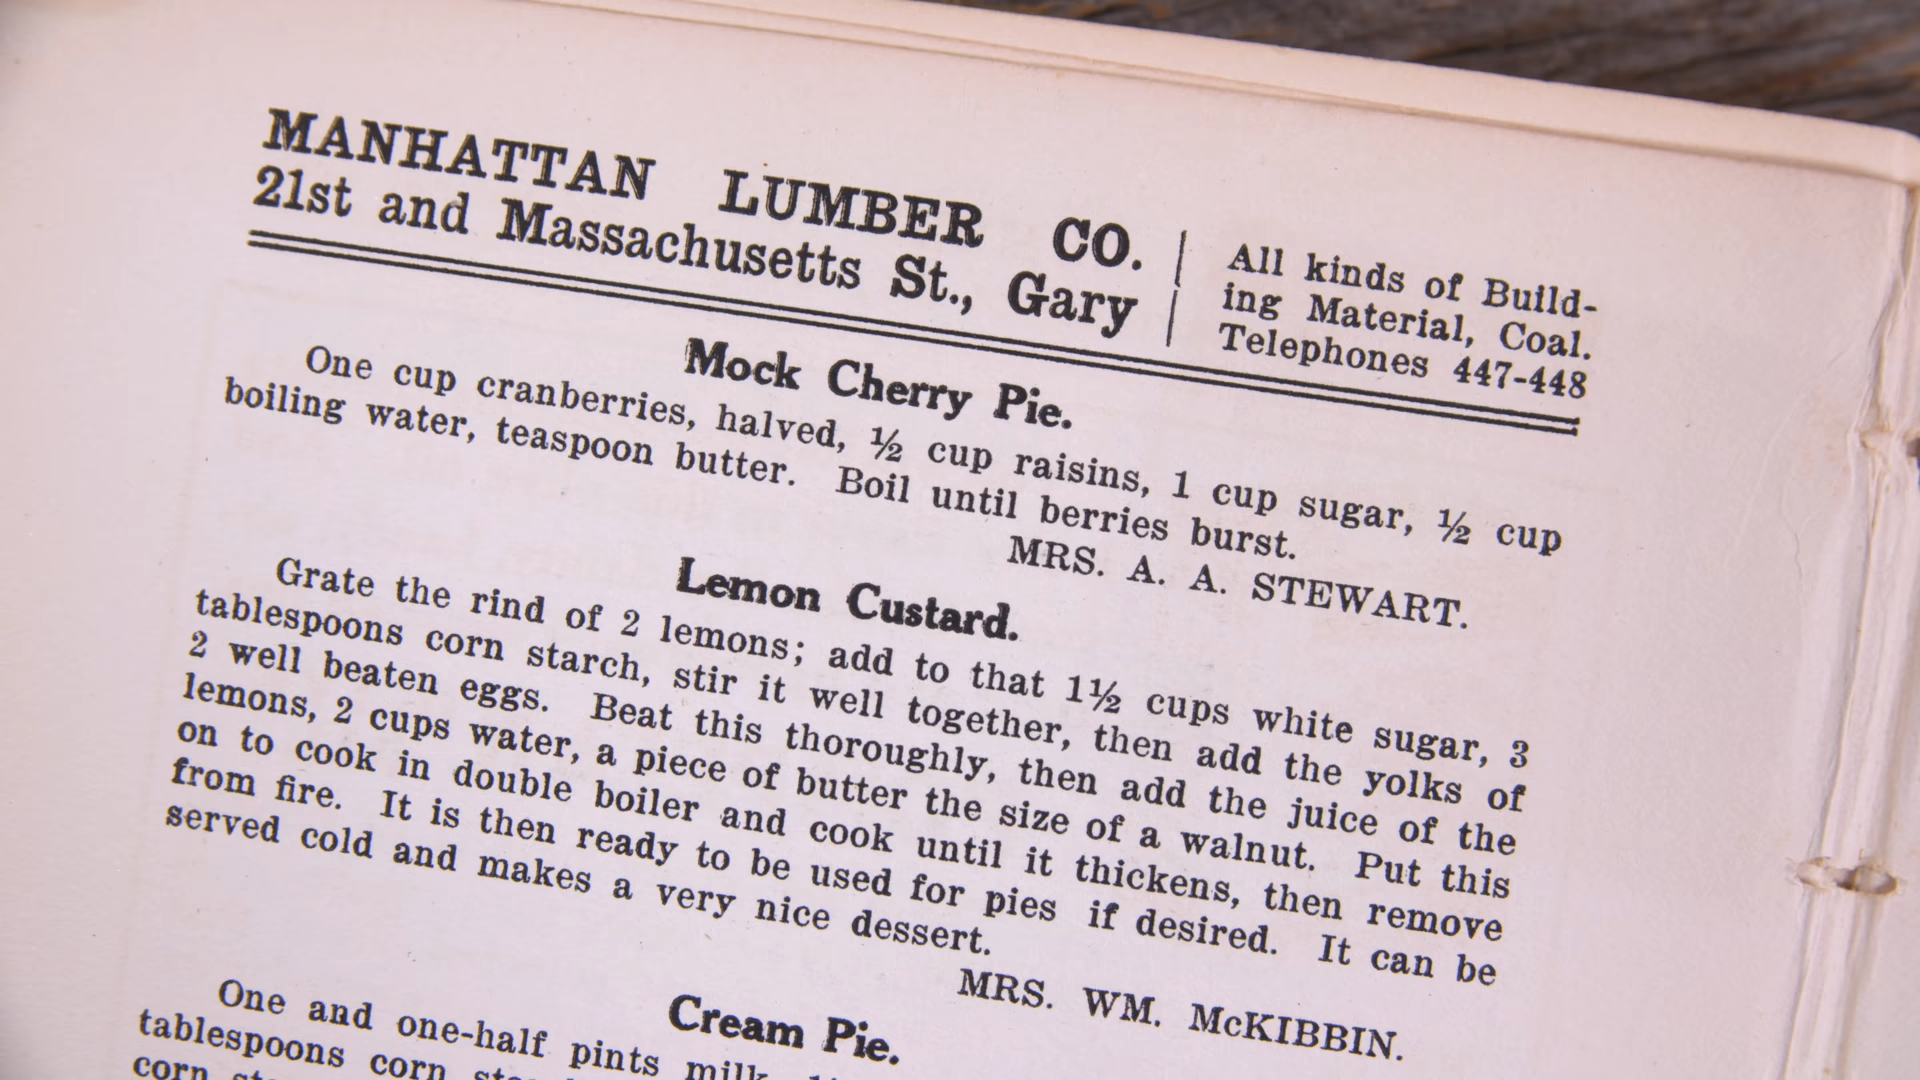 MANHATTAN LUMBER CO.
21st and Massachusetts St., Gary
All kinds of Build-
ing Material, Coal.
Telephones 447-448
Mock Cherry Pie.
One cup cranberries, halved, ½ cup raisins, 1 cup sugar, ½ cup
boiling water, teaspoon butter. Boil until berries burst.
MRS. A. A. STEWART.
Lemon Custard.
Grate the rind of 2 lemons; add to that 1½ cups white sugar, 3
tablespoons corn starch, stir it well together, then add the yolks of
2 well beaten eggs. Beat this thoroughly, then add the juice of the
lemons, 2 cups water, a piece of butter the size of a walnut. Put this
on to cook in double boiler and cook until it thickens, then remove
from fire. It is then ready to be used for pies if desired. It can be
served cold and makes a very nice dessert.
MRS. WM. McKIBBIN.
Cream Pie.
One and one-half pints milk,
tablespoons corn
corn